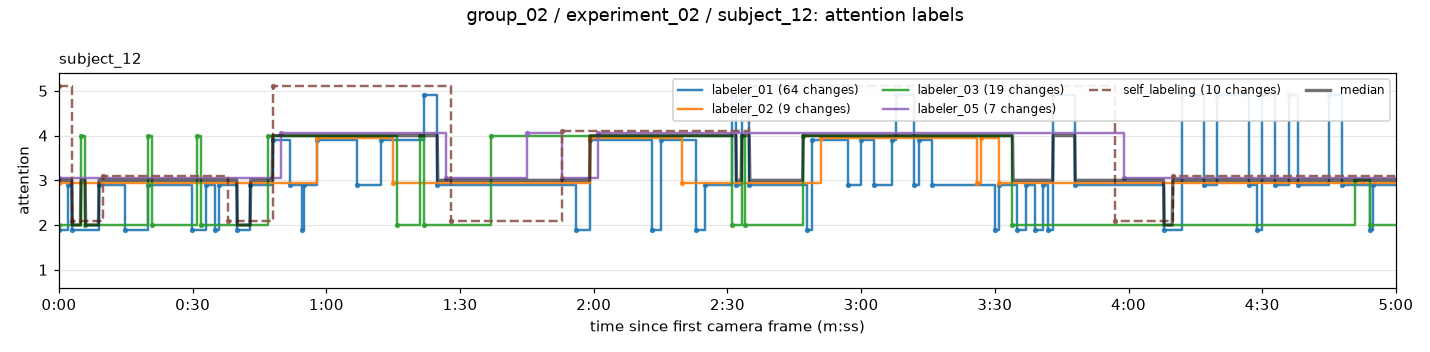 group_02 / experiment_02 / subject_12: attention labels
subject_12
labeler_01 (64 changes)
labeler_02 (9 changes)
labeler_03 (19 changes)
labeler_05 (7 changes)
self_labeling (10 changes)
median
attention
5
4
3
2
1
0:00 0:30 1:00 1:30 2:00 2:30 3:00 3:30 4:00 4:30 5:00
time since first camera frame (m:ss)